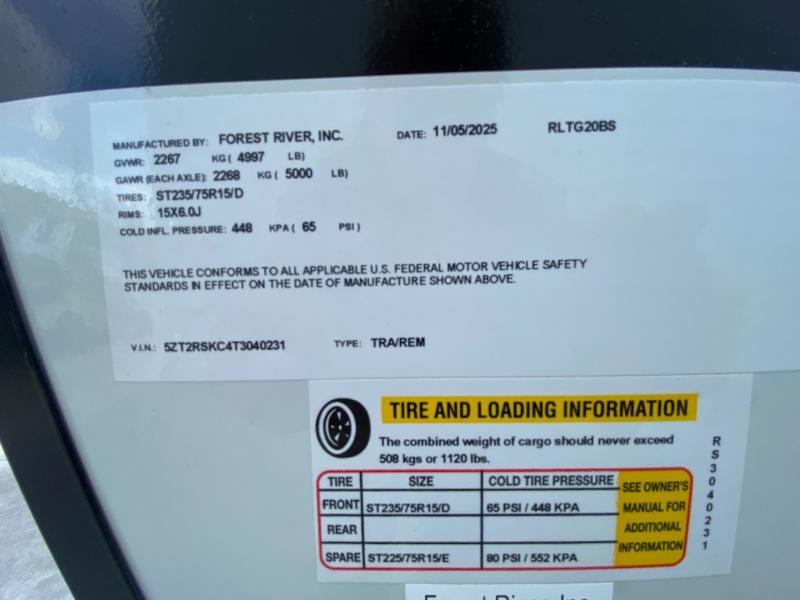 MANUFACTURED BY: FOREST RIVER, INC. DATE: 11/05/2025 RLTG20BS
GVWR: 2267 KG ( 4997 LB)
GAWR (EACH AXLE): 2268 KG ( 5000 LB)
TIRES: ST235/75R15/D
RIMS: 15X6.0J
COLD INFL. PRESSURE: 448 KPA ( 65 PSI )
THIS VEHICLE CONFORMS TO ALL APPLICABLE U.S. FEDERAL MOTOR VEHICLE SAFETY
STANDARDS IN EFFECT ON THE DATE OF MANUFACTURE SHOWN ABOVE.
V.I.N.: 5ZT2RSKC4T3040231 TYPE: TRA/REM
TIRE AND LOADING INFORMATION
The combined weight of cargo should never exceed
508 kgs or 1120 lbs.
TIRE SIZE COLD TIRE PRESSURE
FRONT ST235/75R15/D 65 PSI / 448 KPA
REAR
SPARE ST225/75R15/E 80 PSI / 552 KPA
SEE OWNER'S
MANUAL FOR
ADDITIONAL
INFORMATION
RS3040231
Forest River Inc